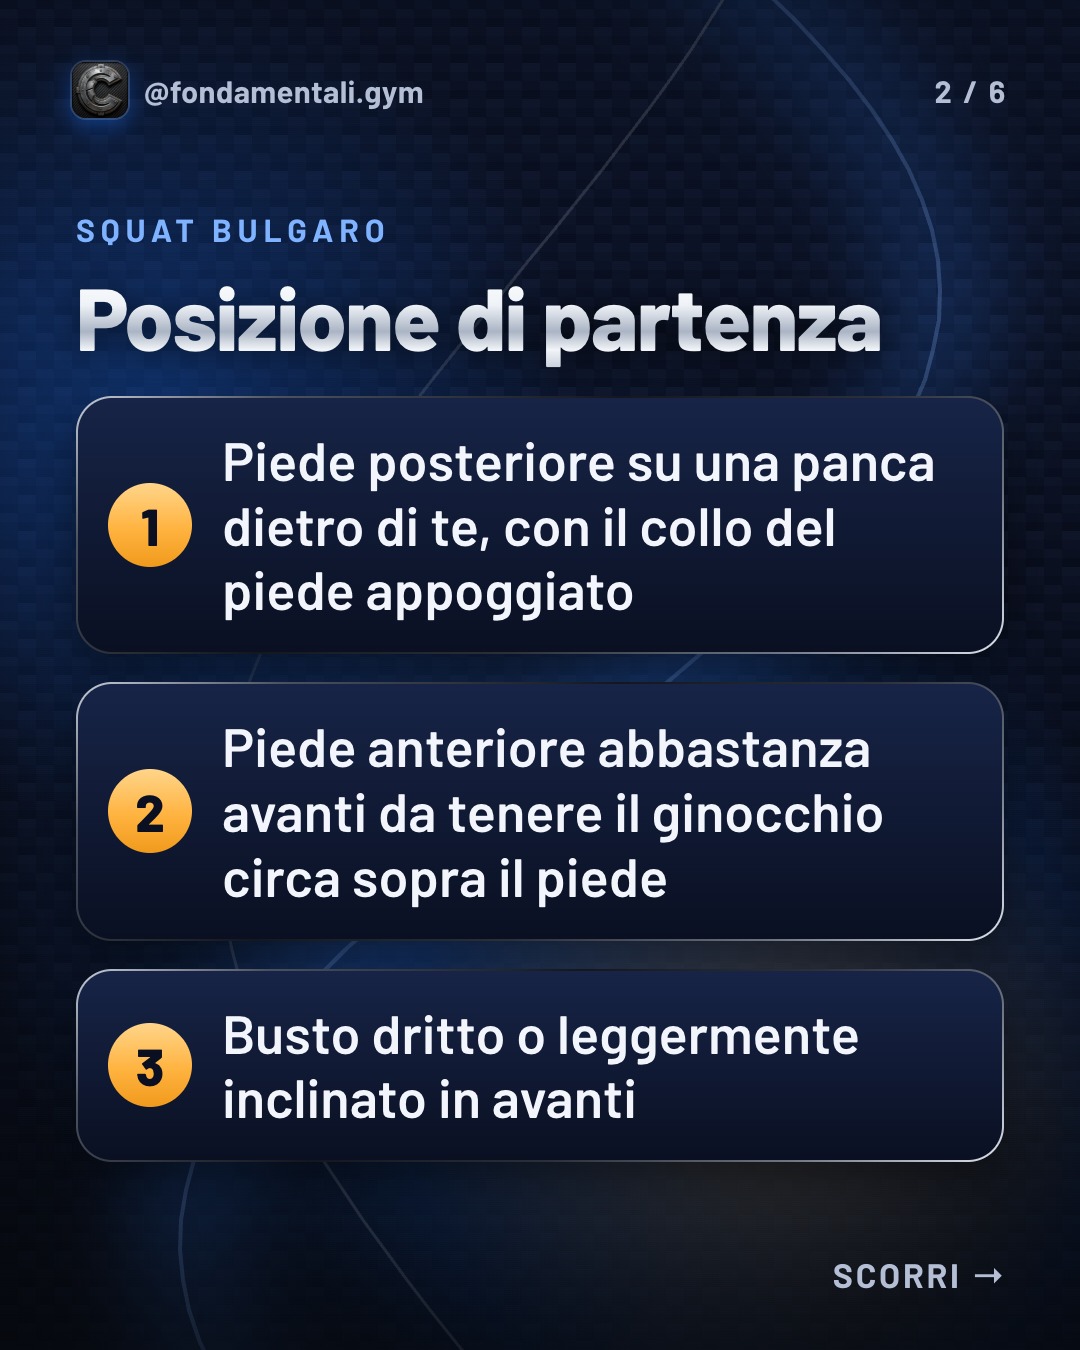 @fondamentali.gym
2 / 6
SQUAT BULGARO
Posizione di partenza
1
Piede posteriore su una panca
dietro di te, con il collo del
piede appoggiato
2
Piede anteriore abbastanza
avanti da tenere il ginocchio
circa sopra il piede
3
Busto dritto o leggermente
inclinato in avanti
SCORRI →